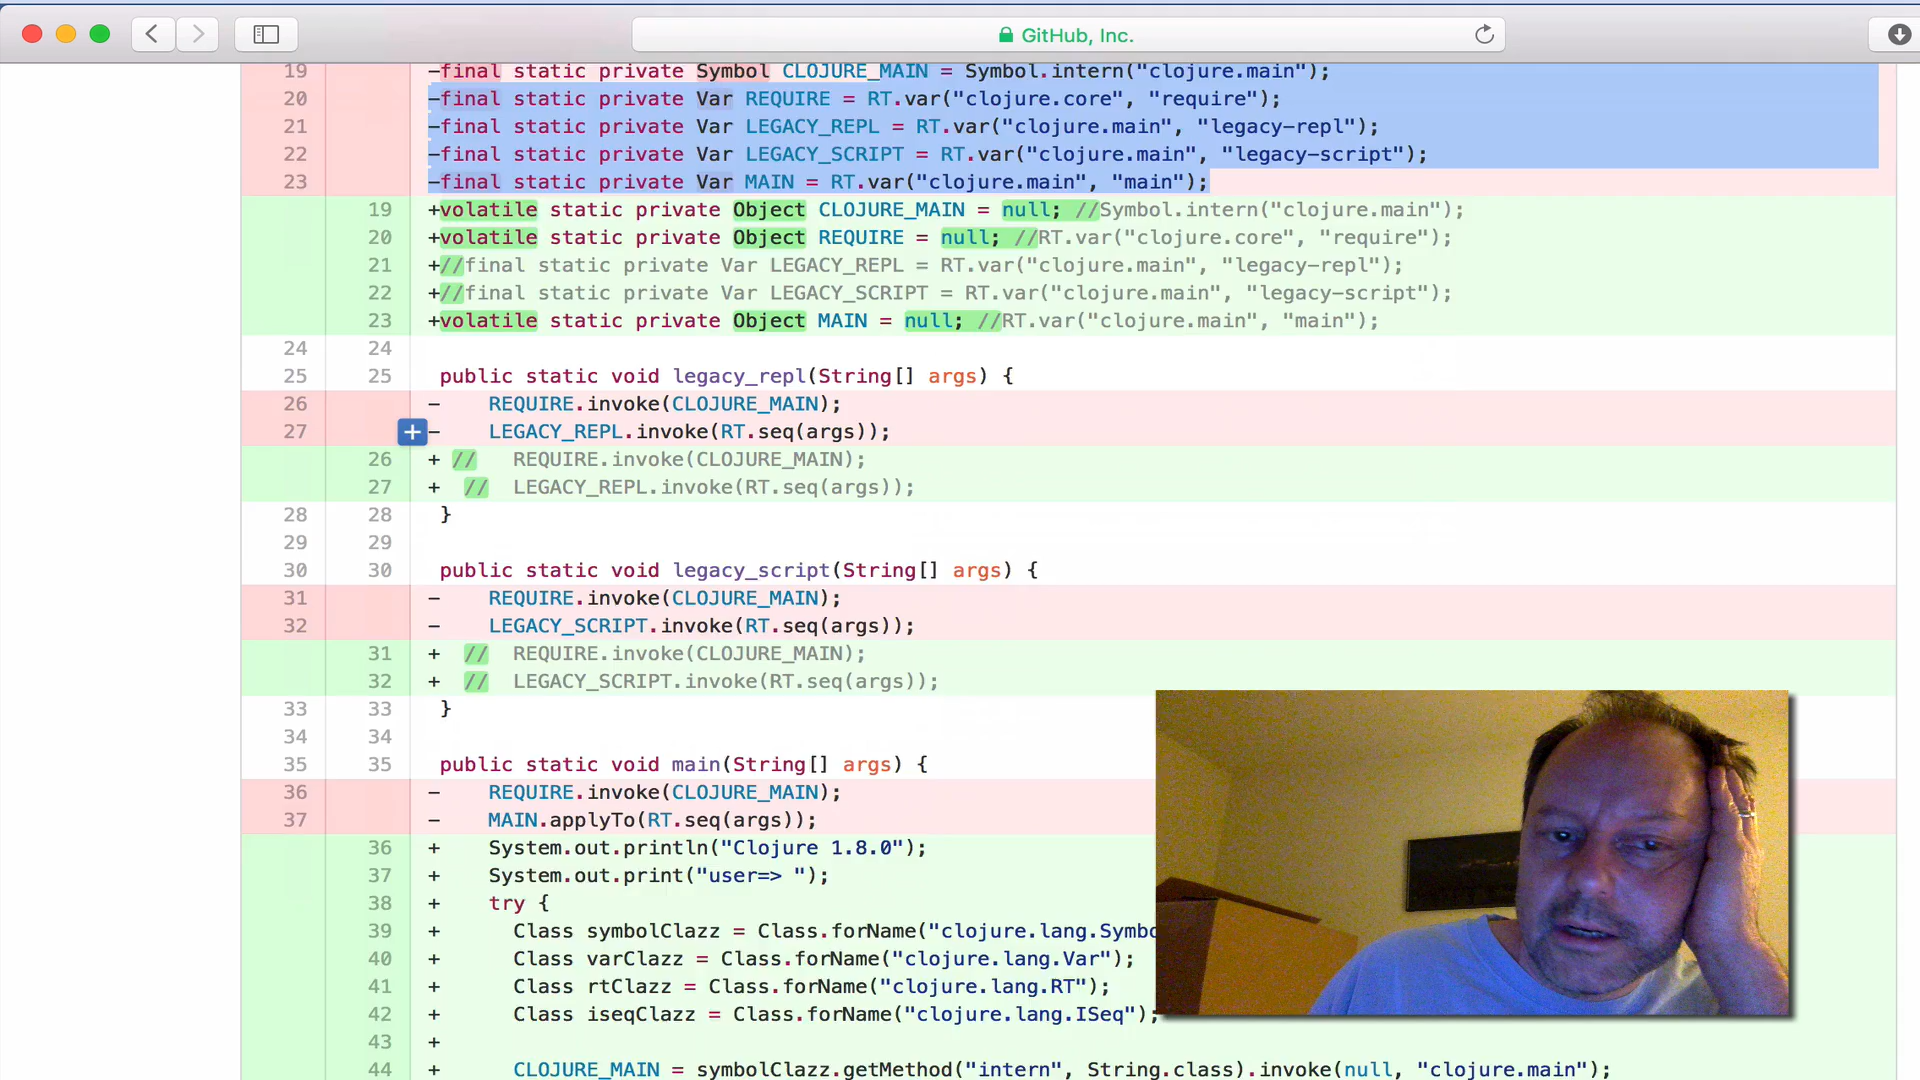 GitHub, Inc.
19 -final static private Symbol CLOJURE_MAIN = Symbol.intern("clojure.main");
20 -final static private Var REQUIRE = RT.var("clojure.core", "require");
21 -final static private Var LEGACY_REPL = RT.var("clojure.main", "legacy-repl");
22 -final static private Var LEGACY_SCRIPT = RT.var("clojure.main", "legacy-script");
23 -final static private Var MAIN = RT.var("clojure.main", "main");
19 +volatile static private Object CLOJURE_MAIN = null; //Symbol.intern("clojure.main");
20 +volatile static private Object REQUIRE = null; //RT.var("clojure.core", "require");
21 +//final static private Var LEGACY_REPL = RT.var("clojure.main", "legacy-repl");
22 +//final static private Var LEGACY_SCRIPT = RT.var("clojure.main", "legacy-script");
23 +volatile static private Object MAIN = null; //RT.var("clojure.main", "main");
24 24
25 25 public static void legacy_repl(String[] args) {
26 - REQUIRE.invoke(CLOJURE_MAIN);
27 + - LEGACY_REPL.invoke(RT.seq(args));
26 + // REQUIRE.invoke(CLOJURE_MAIN);
27 + // LEGACY_REPL.invoke(RT.seq(args));
28 28 }
29 29
30 30 public static void legacy_script(String[] args) {
31 - REQUIRE.invoke(CLOJURE_MAIN);
32 - LEGACY_SCRIPT.invoke(RT.seq(args));
31 + // REQUIRE.invoke(CLOJURE_MAIN);
32 + // LEGACY_SCRIPT.invoke(RT.seq(args));
33 33 }
34 34
35 35 public static void main(String[] args) {
36 - REQUIRE.invoke(CLOJURE_MAIN);
37 - MAIN.applyTo(RT.seq(args));
36 + System.out.println("Clojure 1.8.0");
37 + System.out.print("user=> ");
38 + try {
39 + Class symbolClazz = Class.forName("clojure.lang.Symbo
40 + Class varClazz = Class.forName("clojure.lang.Var");
41 + Class rtClazz = Class.forName("clojure.lang.RT");
42 + Class iseqClazz = Class.forName("clojure.lang.ISeq");
43 +
44 + CLOJURE_MAIN = symbolClazz.getMethod("intern", String.class).invoke(null, "clojure.main");